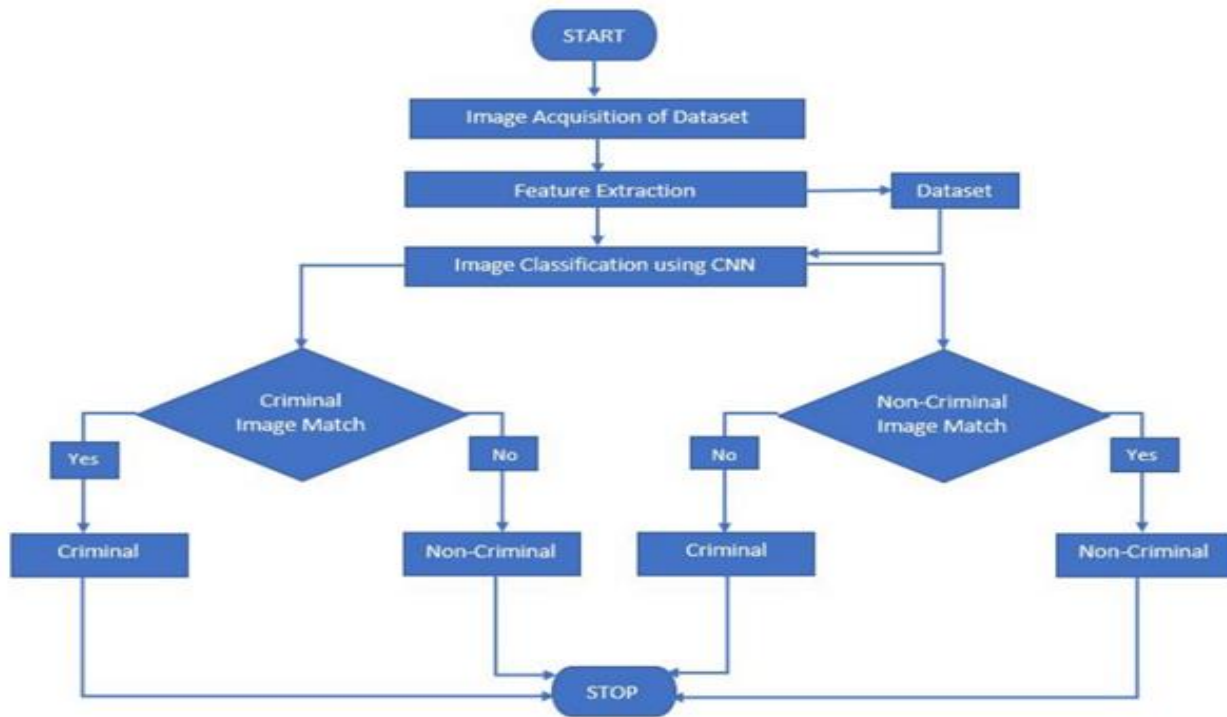 START
Image Acquisition of Dataset
Feature Extraction
Dataset
Image Classification using CNN
Criminal
Image Match
Non-Criminal
Image Match
Yes
No
No
Yes
Criminal
Non-Criminal
Criminal
Non-Criminal
STOP